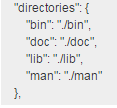 "directories": {
"bin": "./bin",
"doc": "./doc",
"lib": "./lib",
"man": "./man"
},